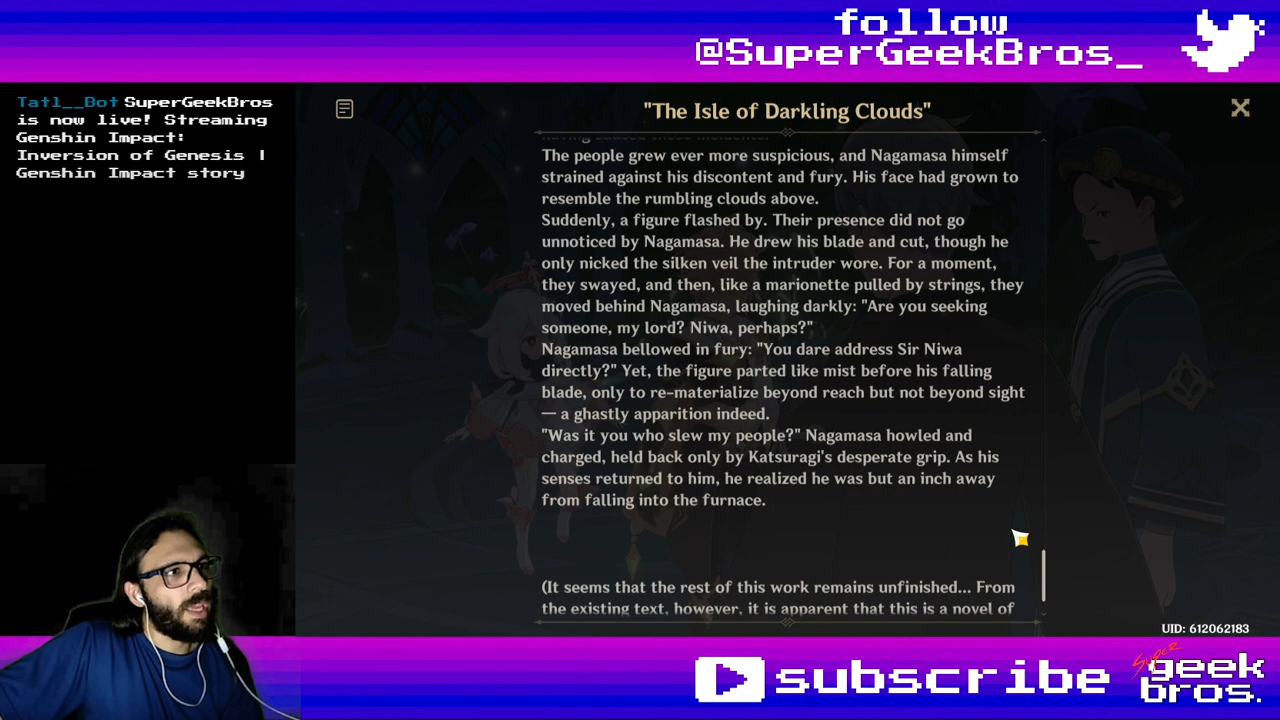 follow
@SuperGeekBros_
Tatl__Bot SuperGeekBros
is now live! Streaming
Genshin Impact:
Inversion of Genesis |
Genshin Impact story
"The Isle of Darkling Clouds"
having caused these incidents.
The people grew ever more suspicious, and Nagamasa himself
strained against his discontent and fury. His face had grown to
resemble the rumbling clouds above.
Suddenly, a figure flashed by. Their presence did not go
unnoticed by Nagamasa. He drew his blade and cut, though he
only nicked the silken veil the intruder wore. For a moment,
they swayed, and then, like a marionette pulled by strings, they
moved behind Nagamasa, laughing darkly: "Are you seeking
someone, my lord? Niwa, perhaps?"
Nagamasa bellowed in fury: "You dare address Sir Niwa
directly?" Yet, the figure parted like mist before his falling
blade, only to re-materialize beyond reach but not beyond sight
— a ghastly apparition indeed.
"Was it you who slew my people?" Nagamasa howled and
charged, held back only by Katsuragi's desperate grip. As his
senses returned to him, he realized he was but an inch away
from falling into the furnace.
(It seems that the rest of this work remains unfinished... From
the existing text, however, it is apparent that this is a novel of
UID: 612062183
subscribe
super
geek
bros.